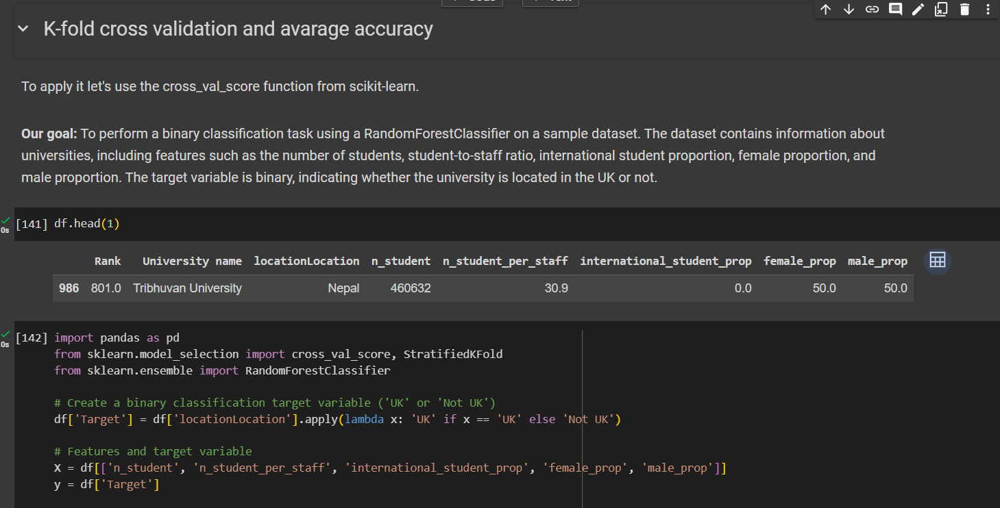 K-fold cross validation and avarage accuracy
To apply it let's use the cross_val_score function from scikit-learn.
Our goal: To perform a binary classification task using a RandomForestClassifier on a sample dataset. The dataset contains information about
universities, including features such as the number of students, student-to-staff ratio, international student proportion, female proportion, and
male proportion. The target variable is binary, indicating whether the university is located in the UK or not.
0s [141] df.head(1)
Rank University name locationLocation n_student n_student_per_staff international_student_prop female_prop male_prop
986 801.0 Tribhuvan University Nepal 460632 30.9 0.0 50.0 50.0
0s [142] import pandas as pd
from sklearn.model_selection import cross_val_score, StratifiedKFold
from sklearn.ensemble import RandomForestClassifier
# Create a binary classification target variable ('UK' or 'Not UK')
df['Target'] = df['locationLocation'].apply(lambda x: 'UK' if x == 'UK' else 'Not UK')
# Features and target variable
X = df[['n_student', 'n_student_per_staff', 'international_student_prop', 'female_prop', 'male_prop']]
y = df['Target']